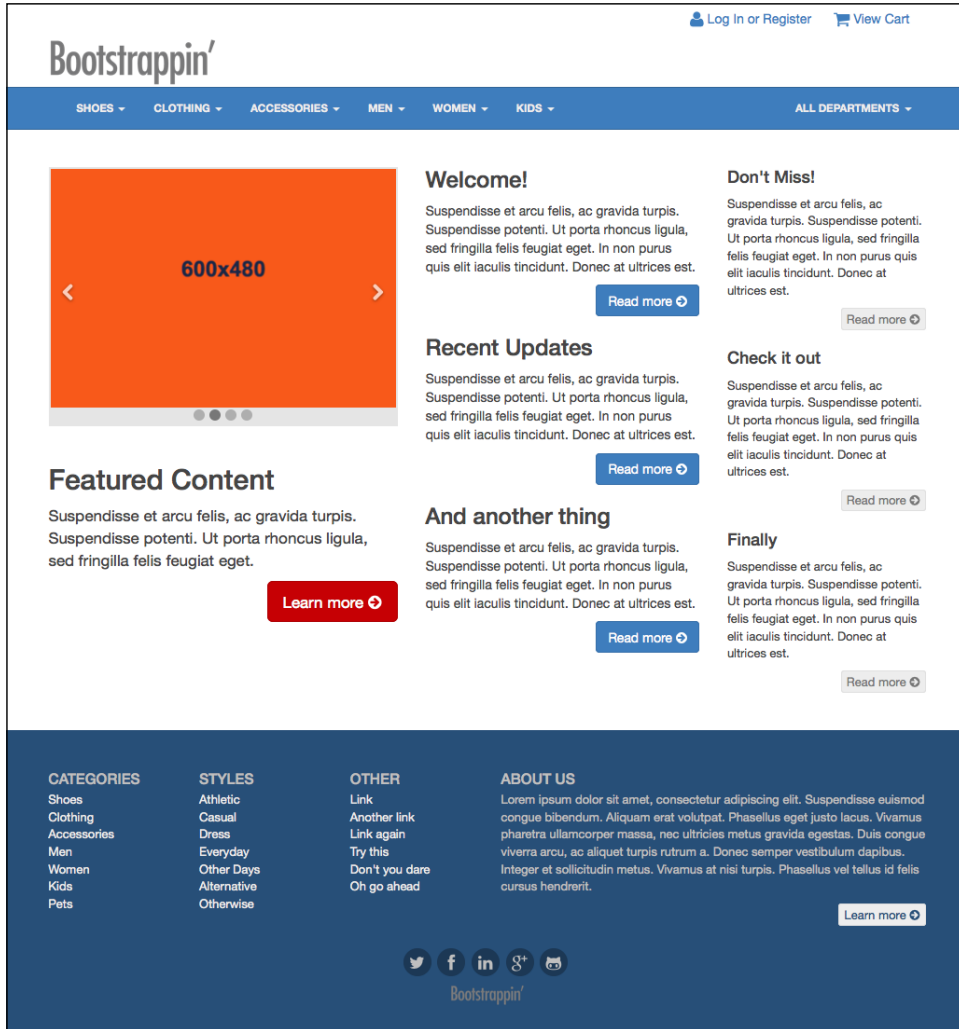 Log In or Register View Cart
Bootstrappin'
SHOES CLOTHING ACCESSORIES MEN WOMEN KIDS ALL DEPARTMENTS
600x480
Featured Content
Suspendisse et arcu felis, ac gravida turpis.
Suspendisse potenti. Ut porta rhoncus ligula,
sed fringilla felis feugiat eget.
Learn more
Welcome!
Suspendisse et arcu felis, ac gravida turpis.
Suspendisse potenti. Ut porta rhoncus ligula,
sed fringilla felis feugiat eget. In non purus
quis elit iaculis tincidunt. Donec at ultrices est.
Read more
Recent Updates
Suspendisse et arcu felis, ac gravida turpis.
Suspendisse potenti. Ut porta rhoncus ligula,
sed fringilla felis feugiat eget. In non purus
quis elit iaculis tincidunt. Donec at ultrices est.
Read more
And another thing
Suspendisse et arcu felis, ac gravida turpis.
Suspendisse potenti. Ut porta rhoncus ligula,
sed fringilla felis feugiat eget. In non purus
quis elit iaculis tincidunt. Donec at ultrices est.
Read more
Don't Miss!
Suspendisse et arcu felis, ac
gravida turpis. Suspendisse potenti.
Ut porta rhoncus ligula, sed fringilla
felis feugiat eget. In non purus quis
elit iaculis tincidunt. Donec at
ultrices est.
Read more
Check it out
Suspendisse et arcu felis, ac
gravida turpis. Suspendisse potenti.
Ut porta rhoncus ligula, sed fringilla
felis feugiat eget. In non purus quis
elit iaculis tincidunt. Donec at
ultrices est.
Read more
Finally
Suspendisse et arcu felis, ac
gravida turpis. Suspendisse potenti.
Ut porta rhoncus ligula, sed fringilla
felis feugiat eget. In non purus quis
elit iaculis tincidunt. Donec at
ultrices est.
Read more
CATEGORIES
Shoes
Clothing
Accessories
Men
Women
Kids
Pets
STYLES
Athletic
Casual
Dress
Everyday
Other Days
Alternative
Otherwise
OTHER
Link
Another link
Link again
Try this
Don't you dare
Oh go ahead
ABOUT US
Lorem ipsum dolor sit amet, consectetur adipiscing elit. Suspendisse euismod
congue bibendum. Aliquam erat volutpat. Phasellus eget justo lacus. Vivamus
pharetra ullamcorper massa, nec ultricies metus gravida egestas. Duis congue
viverra arcu, ac aliquet turpis rutrum a. Donec semper vestibulum dapibus.
Integer et sollicitudin metus. Vivamus at nisi turpis. Phasellus vel tellus id felis
cursus hendrerit.
Learn more
f in g+
Bootstrappin'